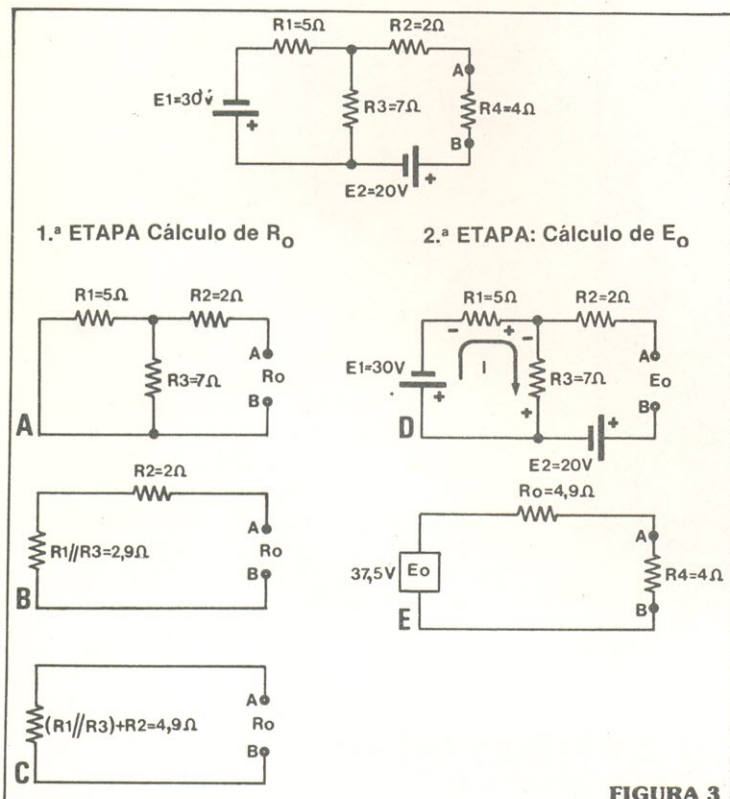 R1=5Ω R2=2Ω
A
E1=30V
R3=7Ω R4=4Ω
+
B
E2=20V +
1.ª ETAPA Cálculo de Ro
2.ª ETAPA: Cálculo de Eo
R1=5Ω R2=2Ω
A
R3=7Ω Ro
B
A
R2=2Ω
A
R1//R3=2,9Ω Ro
B
B
A
(R1//R3)+R2=4,9Ω Ro
B
C
R1=5Ω R2=2Ω
- + -
A
E1=30V I R3=7Ω Eo
+ + B
D +
E2=20V
Ro=4,9Ω
A
37,5V Eo R4=4Ω
B
E
FIGURA 3